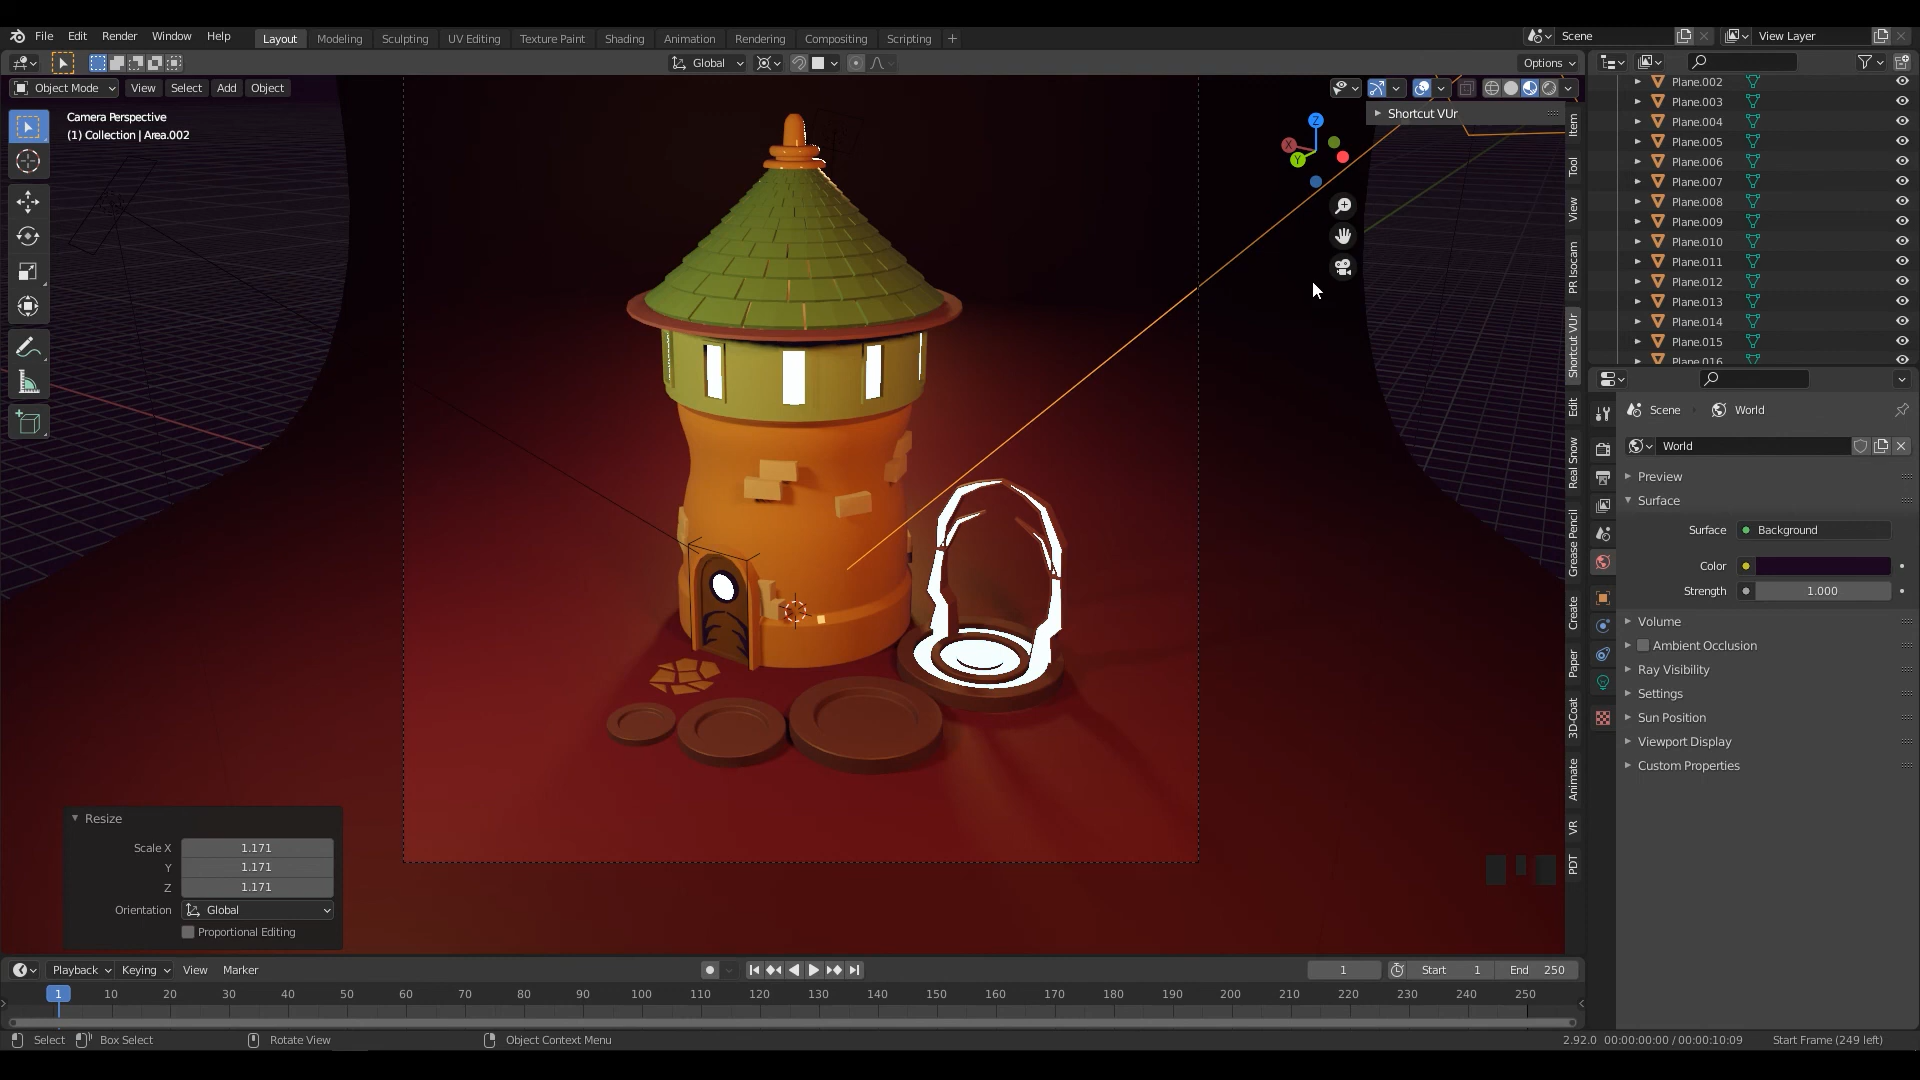 File Edit Render Window Help Layout Modeling Sculpting UV Editing Texture Paint Shading Animation Rendering Compositing Scripting + Scene View Layer
Global Options
Object Mode View Select Add Object
Camera Perspective
(1) Collection | Area.002
Shortcut VUr
Z
X
Y
Item
Tool
View
PR Isocam
Shortcut VUr
Edit
Real Snow
Grease Pencil
Create
Paper
3D-Coat
Animate
VR
PDT
Plane.002
Plane.003
Plane.004
Plane.005
Plane.006
Plane.007
Plane.008
Plane.009
Plane.010
Plane.011
Plane.012
Plane.013
Plane.014
Plane.015
Plane.016
Scene World
World
Preview
Surface
Surface Background
Color
Strength 1.000
Volume
Ambient Occlusion
Ray Visibility
Settings
Sun Position
Viewport Display
Custom Properties
Resize
Scale X 1.171
Y 1.171
Z 1.171
Orientation Global
Proportional Editing
Playback Keying View Marker 1 Start 1 End 250
1 10 20 30 40 50 60 70 80 90 100 110 120 130 140 150 160 170 180 190 200 210 220 230 240 250
Select Box Select Rotate View Object Context Menu 2.92.0 00:00:00:00 / 00:00:10:09 Start Frame (249 left)